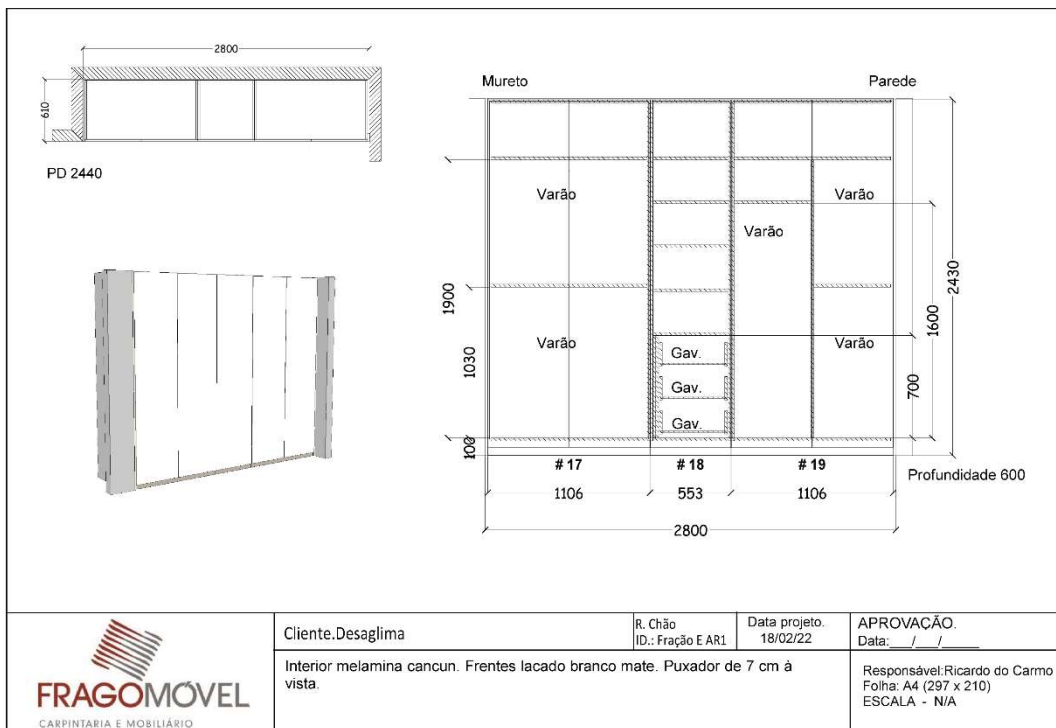 2800
610
PD 2440
Mureto
Parede
Varão
Varão
Varão
Varão
Varão
Gav.
Gav.
Gav.
1900
1030
100
2430
1600
700
# 17
# 18
# 19
Profundidade 600
1106
553
1106
2800
FRAGOMÓVEL
CARPINTARIA E MOBILIÁRIO
Cliente.Desaglima
R. Chão
ID.: Fração E AR1
Data projeto.
18/02/22
APROVAÇÃO.
Data:___/___/_____
Interior melamina cancun. Frentes lacado branco mate. Puxador de 7 cm à
vista.
Responsável:Ricardo do Carmo
Folha: A4 (297 x 210)
ESCALA - N/A